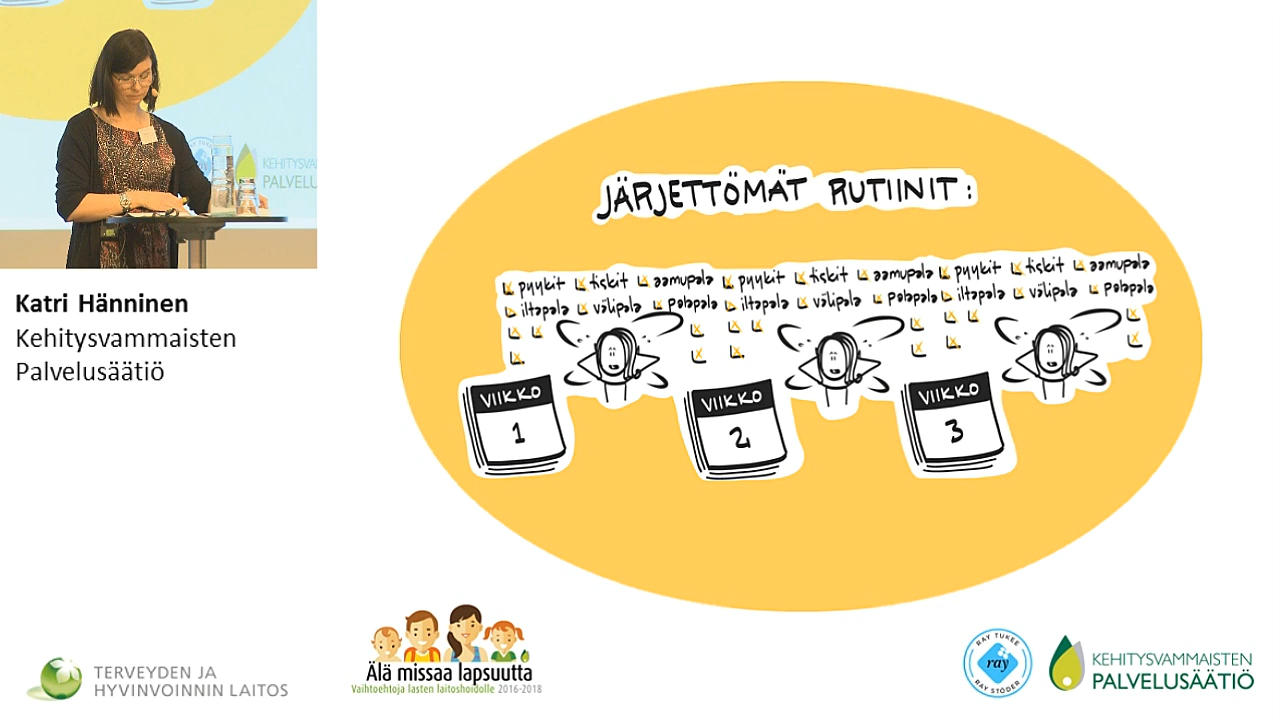 KEHITYSVA
PALVELU
Katri Hänninen
Kehitysvammaisten
Palvelusäätiö
JÄRJETTÖMÄT RUTIINIT:
pyykit tiskit aamupala pyykit tiskit aamupala pyykit tiskit aamupala
iltapala välipala päiväpala iltapala välipala iltapala välipala
VIIKKO
1
VIIKKO
2
VIIKKO
3
TERVEYDEN JA
HYVINVOINNIN LAITOS
Älä missaa lapsuutta
Vaihtoehtoja lasten laitoshoidolle 2016-2018
RAY TUKEE
ray
RAY STÖDER
KEHITYSVAMMAISTEN
PALVELUSÄÄTIÖ